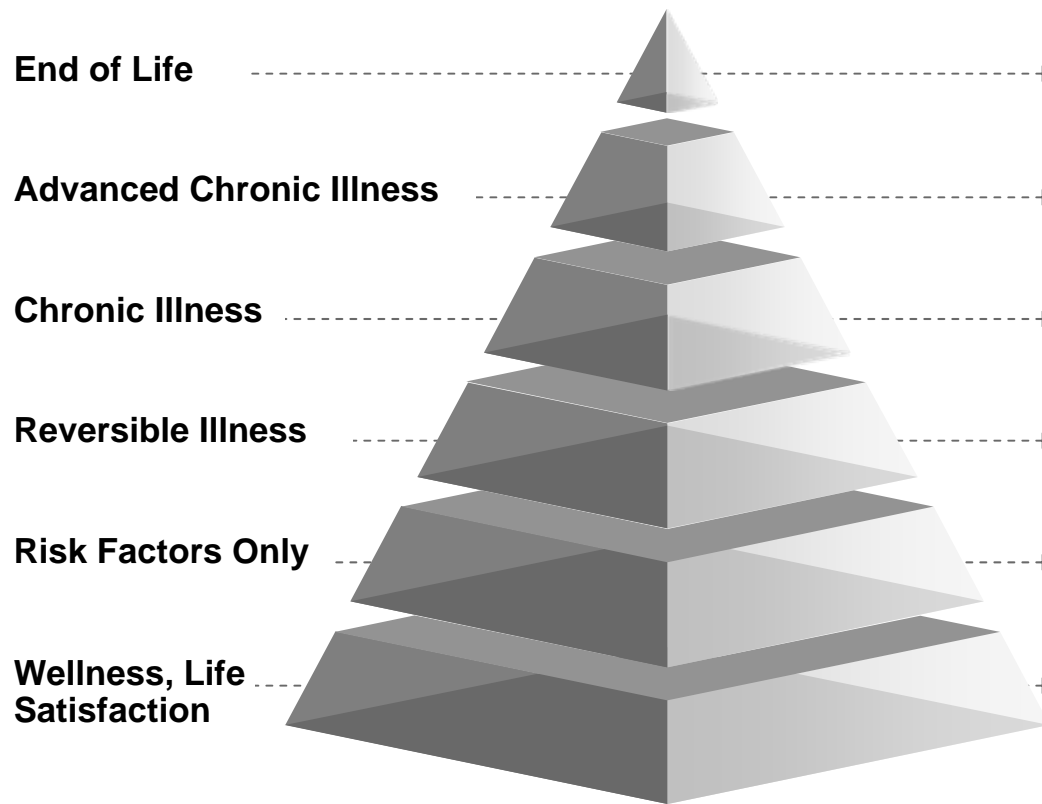 End of Life
Advanced Chronic Illness
Chronic Illness
Reversible Illness
Risk Factors Only
Wellness, Life
Satisfaction